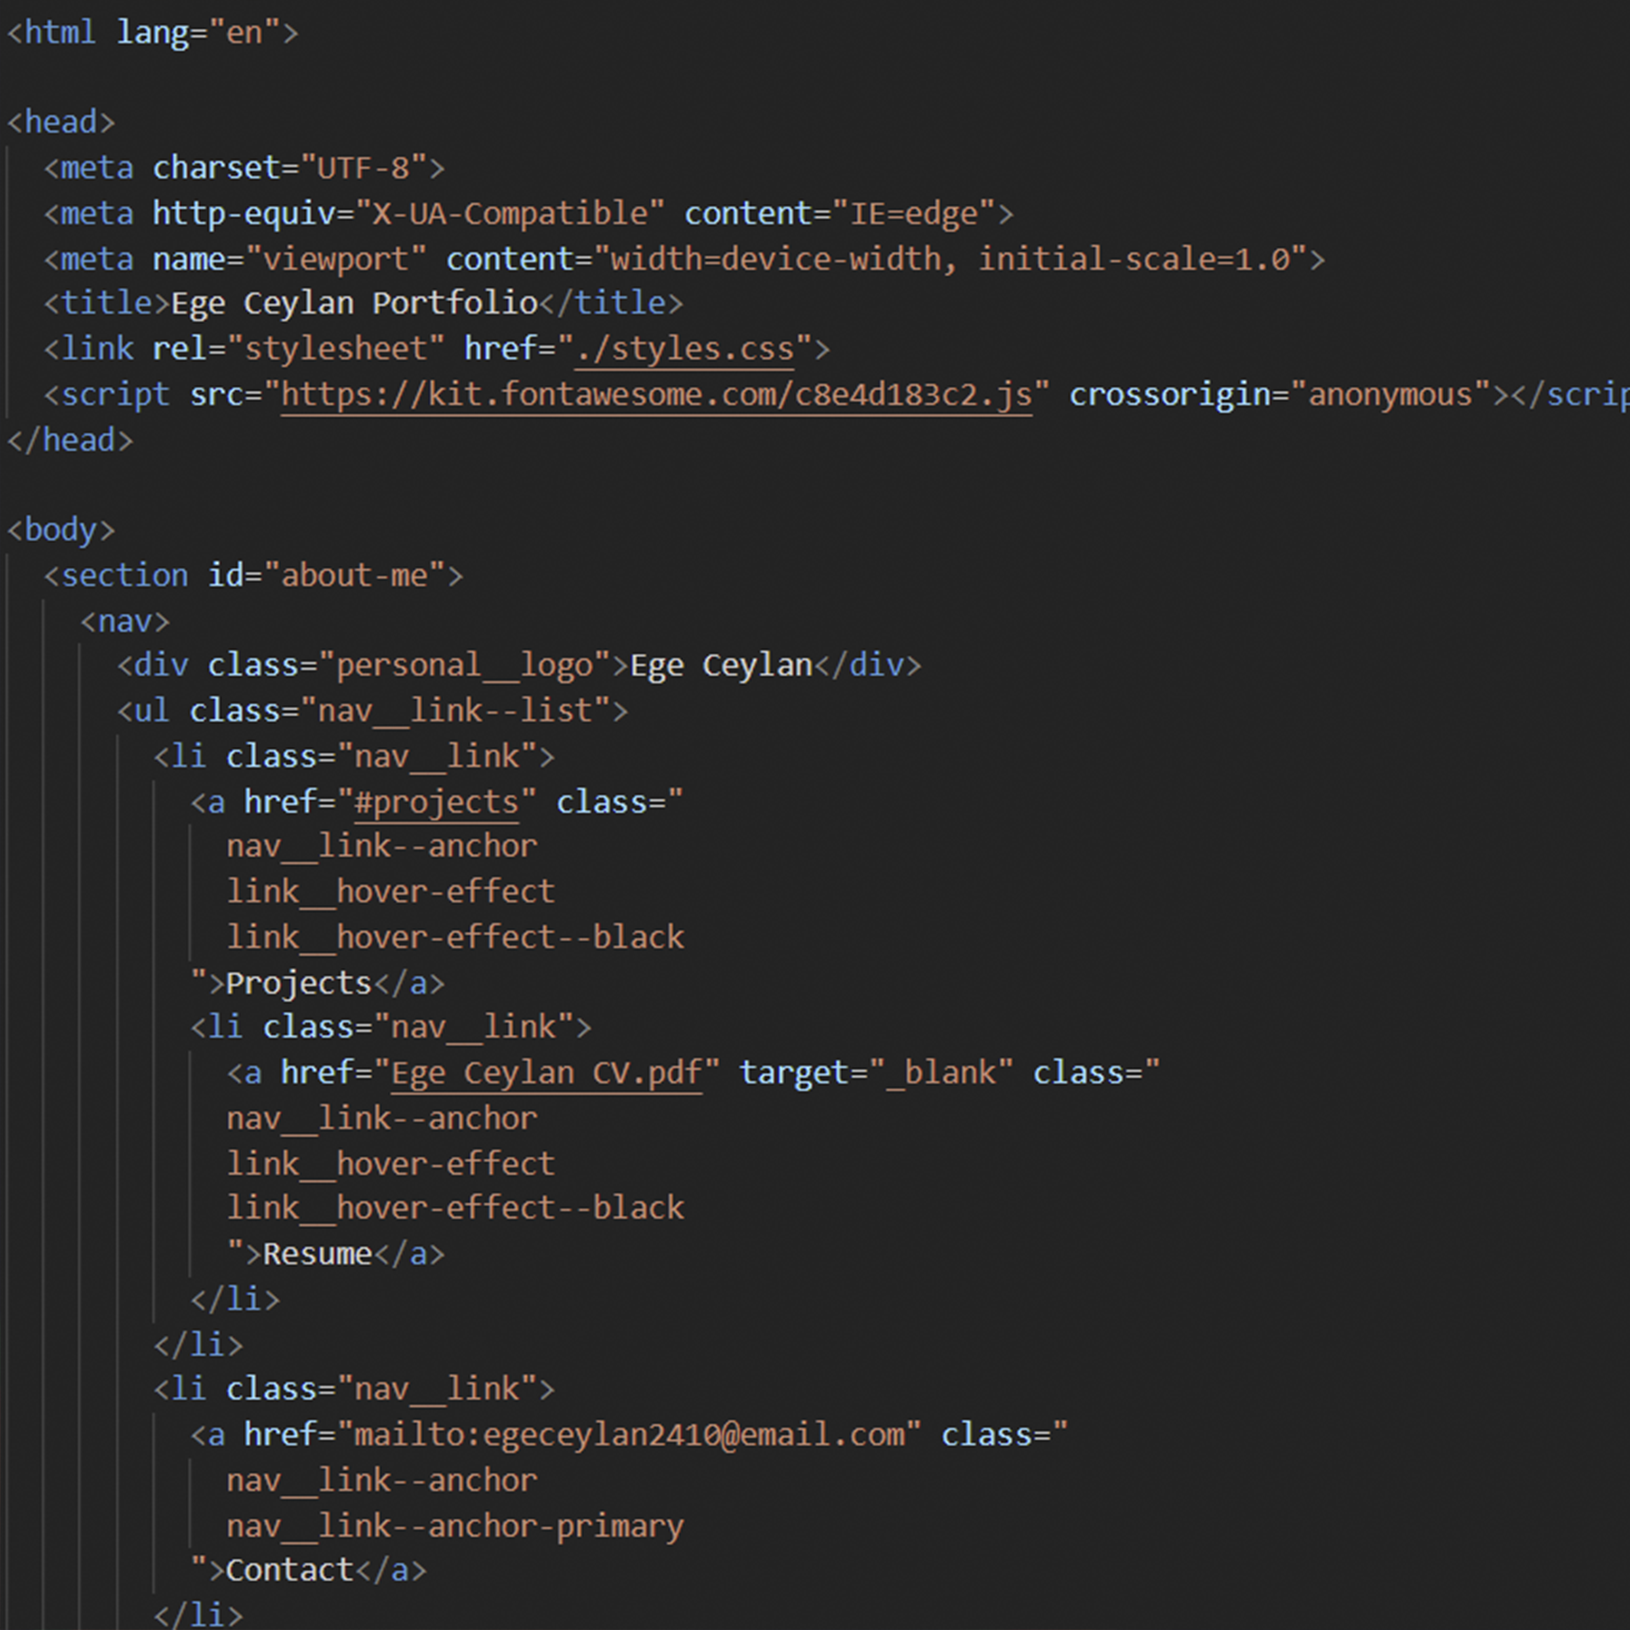 <html lang="en">
<head>
<meta charset="UTF-8">
<meta http-equiv="X-UA-Compatible" content="IE=edge">
<meta name="viewport" content="width=device-width, initial-scale=1.0">
<title>Ege Ceylan Portfolio</title>
<link rel="stylesheet" href="./styles.css">
<script src="https://kit.fontawesome.com/c8e4d183c2.js" crossorigin="anonymous"></scrip
</head>
<body>
<section id="about-me">
<nav>
<div class="personal__logo">Ege Ceylan</div>
<ul class="nav__link--list">
<li class="nav__link">
<a href="#projects" class="
nav__link--anchor
link__hover-effect
link__hover-effect--black
">Projects</a>
<li class="nav__link">
<a href="Ege Ceylan CV.pdf" target="_blank" class="
nav__link--anchor
link__hover-effect
link__hover-effect--black
">Resume</a>
</li>
</li>
<li class="nav__link">
<a href="mailto:egeceylan2410@email.com" class="
nav__link--anchor
nav__link--anchor-primary
">Contact</a>
</li>